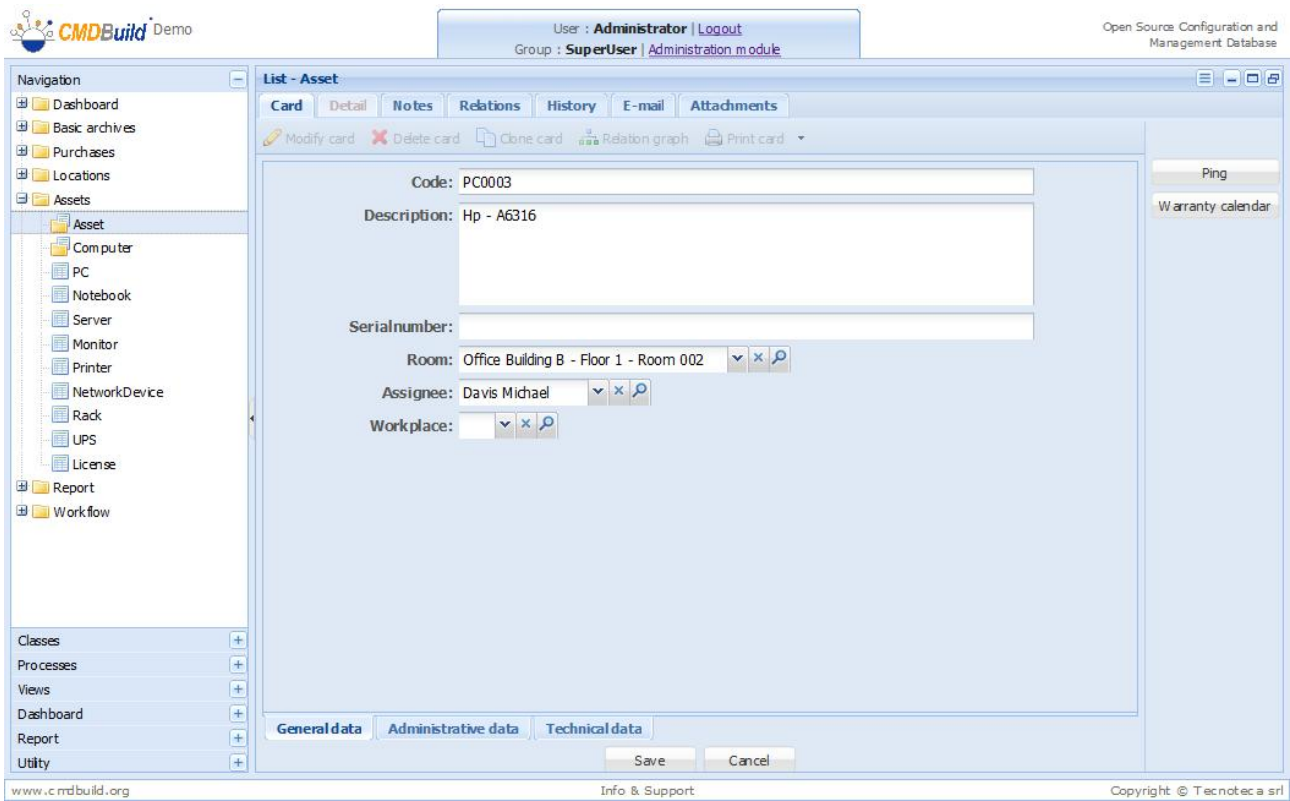 CMDBuild Demo
User : Administrator | Logout
Group : SuperUser | Administration module
Open Source Configuration and
Management Database
Navigation
Dashboard
Basic archives
Purchases
Locations
Assets
Asset
Computer
PC
Notebook
Server
Monitor
Printer
NetworkDevice
Rack
UPS
License
Report
Workflow
Classes
Processes
Views
Dashboard
Report
Utility
List - Asset
Card Detail Notes Relations History E-mail Attachments
Modify card Delete card Clone card Relation graph Print card
Code: PC0003
Description: Hp - A6316
Serialnumber:
Room: Office Building B - Floor 1 - Room 002
Assignee: Davis Michael
Workplace:
General data Administrative data Technical data
Save Cancel
Ping
Warranty calendar
www.cmdbuild.org Info & Support Copyright © Tecnoteca srl